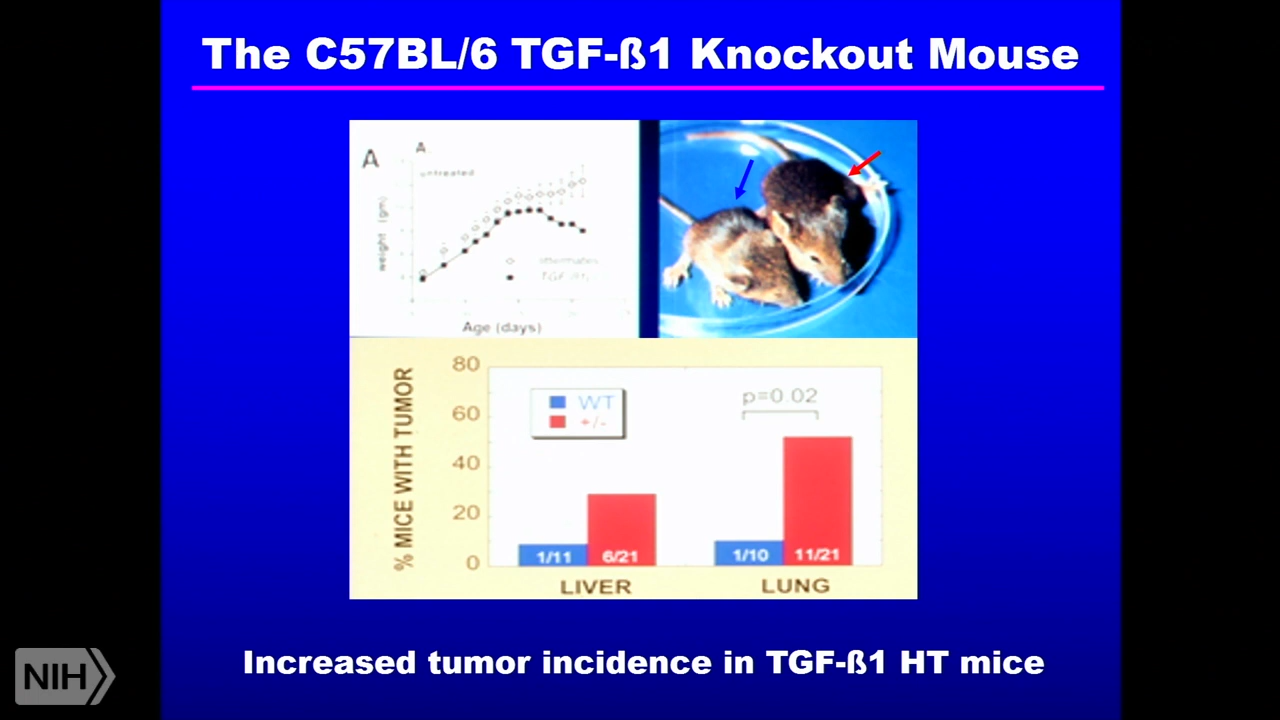 The C57BL/6 TGF-ß1 Knockout Mouse
A
A.
untreated
weight (gm)
littermates
Age (days)
80
60
40
20
0
% MICE WITH TUMOR
WT
+/-
p=0.02
1/11
6/21
1/10
11/21
LIVER
LUNG
Increased tumor incidence in TGF-ß1 HT mice
NIH